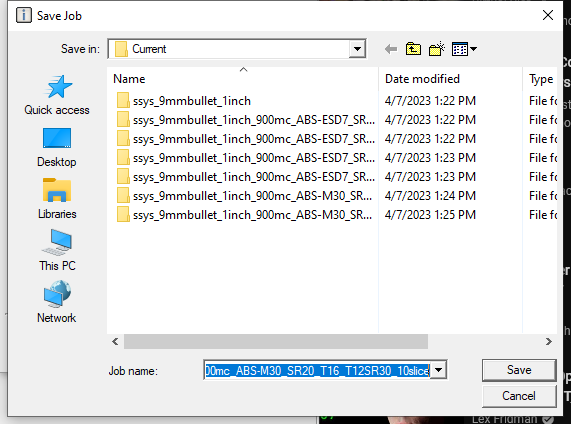 Save Job
Save in: Current
Name Date modified Type
ssys_9mmbullet_1inch 4/7/2023 1:22 PM File fo
ssys_9mmbullet_1inch_900mc_ABS-ESD7_SR... 4/7/2023 1:22 PM File fo
ssys_9mmbullet_1inch_900mc_ABS-ESD7_SR... 4/7/2023 1:22 PM File fo
ssys_9mmbullet_1inch_900mc_ABS-ESD7_SR... 4/7/2023 1:23 PM File fo
ssys_9mmbullet_1inch_900mc_ABS-ESD7_SR... 4/7/2023 1:23 PM File fo
ssys_9mmbullet_1inch_900mc_ABS-M30_SR... 4/7/2023 1:24 PM File fo
ssys_9mmbullet_1inch_900mc_ABS-M30_SR... 4/7/2023 1:25 PM File fo
Quick access
Desktop
Libraries
This PC
Network
Job name: 00mc_ABS-M30_SR20_T16_T12SR30_10slice
Save
Cancel
Lex Fridman